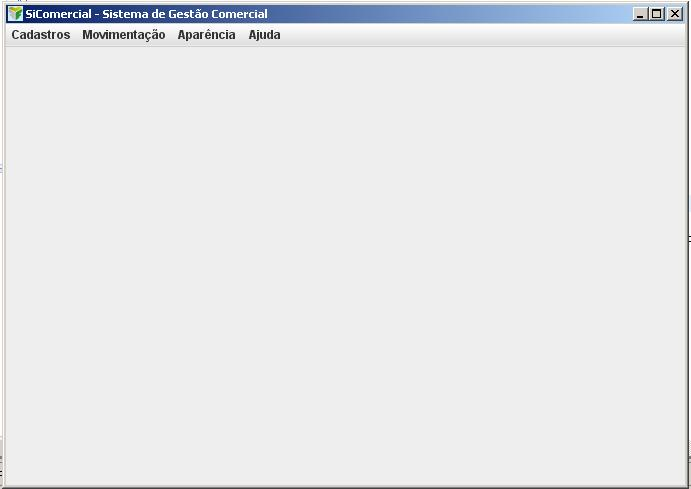 SiComercial - Sistema de Gestão Comercial
Cadastros Movimentação Aparência Ajuda